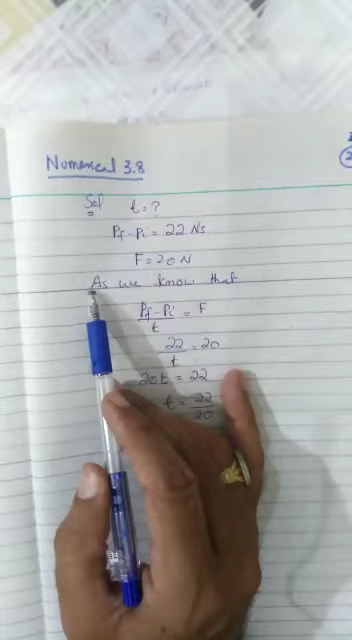 Numerical 3.8
Sol t = ?
Pf - Pi = 22 Ns
F = 20 N
As we know that
Pf - Pi / t = F
22 / t = 20
20t = 22
t = 22 / 20